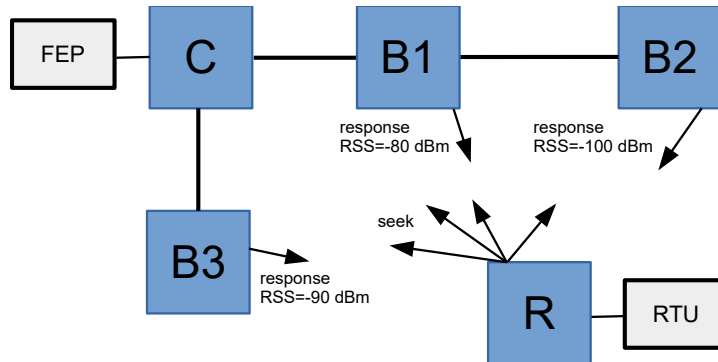 FEP
C
B1
B2
response
RSS=-80 dBm
response
RSS=-100 dBm
seek
B3
response
RSS=-90 dBm
R
RTU